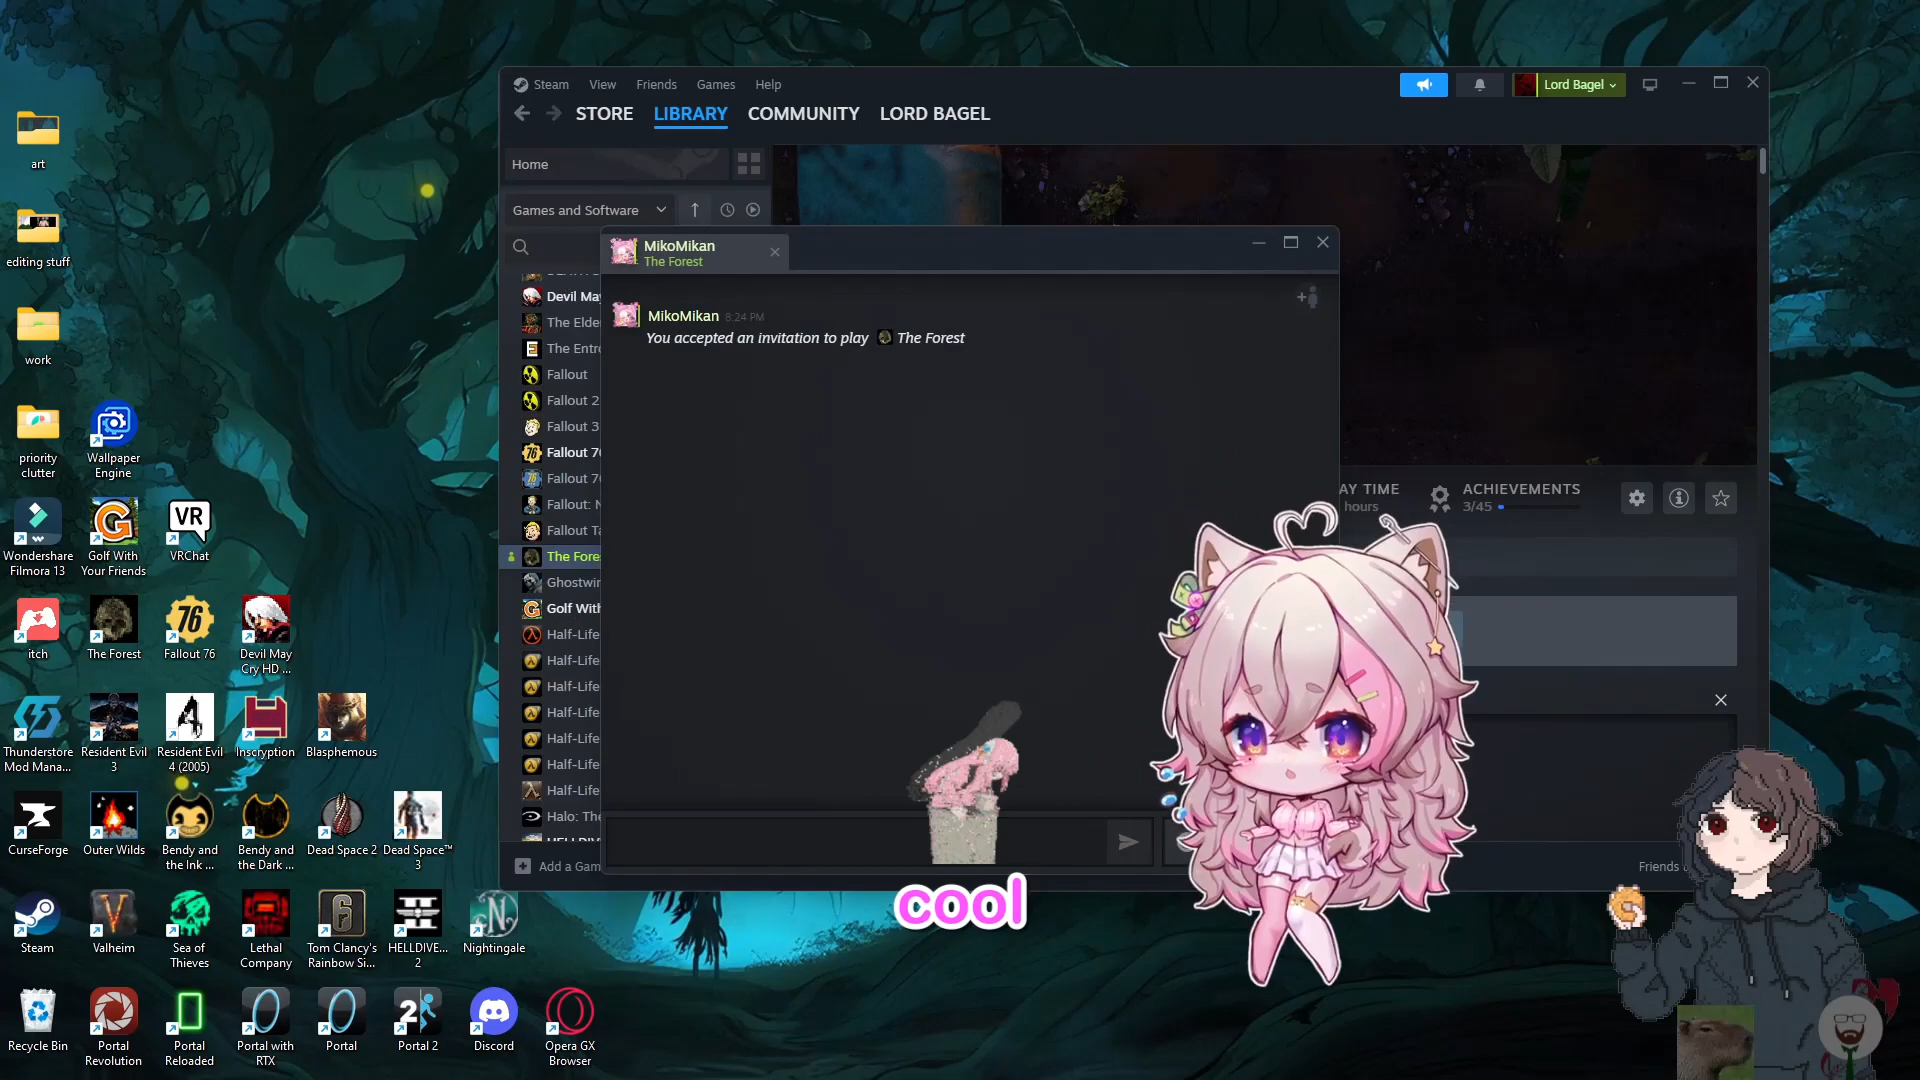 Steam View Friends Games Help
Lord Bagel
STORE LIBRARY COMMUNITY LORD BAGEL
Home
Games and Software
MikoMikan
The Forest
MikoMikan 8:24 PM
You accepted an invitation to play The Forest
Devil May
The Elde
The Entro
Fallout
Fallout 2
Fallout 3
Fallout 7
Fallout 7
Fallout: N
Fallout Ta
The Fore
Ghostwir
Golf With
Half-Life
Half-Life
Half-Life
Half-Life
Half-Life
Half-Life
Half-Life
Halo: The
HELLDIVE
Add a Gam
AY TIME
hours
ACHIEVEMENTS
3/45
Friends
cool
art
editing stuff
work
priority clutter
Wallpaper Engine
Wondershare Filmora 13
Golf With Your Friends
VR
VRChat
itch
The Forest
76
Fallout 76
Devil May Cry HD ...
Thunderstore Mod Mana...
Resident Evil 3
4
Resident Evil 4 (2005)
Inscryption
Blasphemous
CurseForge
Outer Wilds
Bendy and the Ink ...
Bendy and the Dark ...
Dead Space 2
Dead Space™ 3
Steam
Valheim
Sea of Thieves
Lethal Company
Tom Clancy's Rainbow Si...
HELLDIVE... 2
Nightingale
Recycle Bin
Portal Revolution
Portal Reloaded
Portal with RTX
Portal
2
Portal 2
Discord
Opera GX Browser